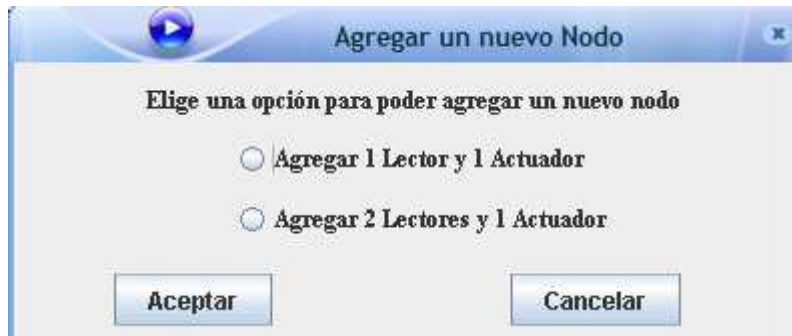 Agregar un nuevo Nodo
Elige una opción para poder agregar un nuevo nodo
Agregar 1 Lector y 1 Actuador
Agregar 2 Lectores y 1 Actuador
Aceptar Cancelar